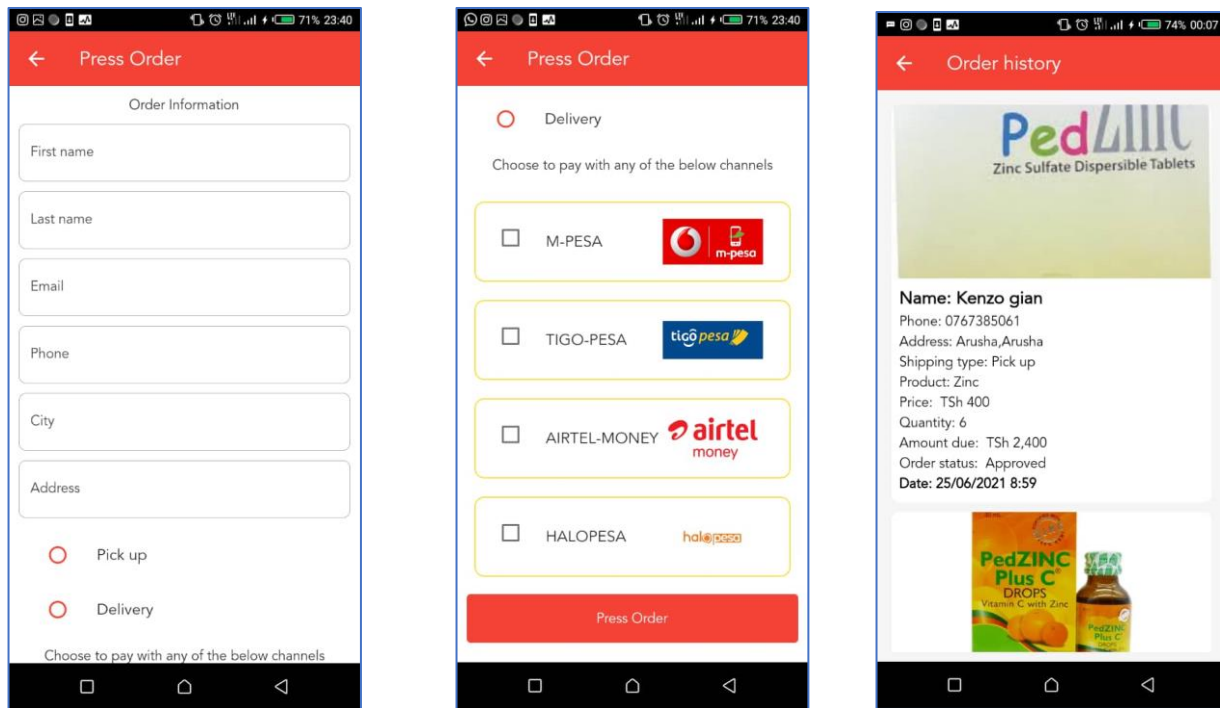 71% 23:40
Press Order
Order Information
First name
Last name
Email
Phone
City
Address
Pick up
Delivery
Choose to pay with any of the below channels
71% 23:40
Press Order
Delivery
Choose to pay with any of the below channels
M-PESA
m-pesa
TIGO-PESA
tigo pesa
AIRTEL-MONEY
airtel
money
HALOPESA
halopesa
Press Order
74% 00:07
Order history
PedZINC
Zinc Sulfate Dispersible Tablets
Name: Kenzo gian
Phone: 0767385061
Address: Arusha,Arusha
Shipping type: Pick up
Product: Zinc
Price: TSh 400
Quantity: 6
Amount due: TSh 2,400
Order status: Approved
Date: 25/06/2021 8:59
PedZINC
Plus C
DROPS
Vitamin C with Zinc
PedZINC
Plus C